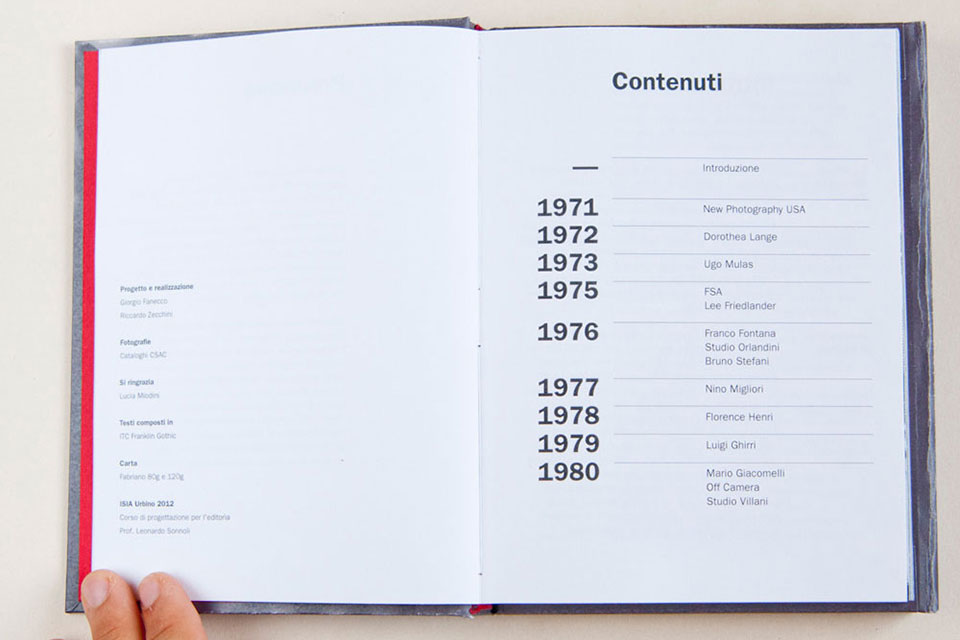 Progetto e realizzazione
Giorgio Fanecco
Riccardo Zecchini
Fotografie
Cataloghi CSAC
Si ringrazia
Lucia Miodini
Testi composti in
ITC Franklin Gothic
Carta
Fabriano 80g e 120g
ISIA Urbino 2012
Corso di progettazione per l'editoria
Prof. Leonardo Sonnoli
Contenuti
— Introduzione
1971 New Photography USA
1972 Dorothea Lange
1973 Ugo Mulas
1975 FSA
Lee Friedlander
1976 Franco Fontana
Studio Orlandini
Bruno Stefani
1977 Nino Migliori
1978 Florence Henri
1979 Luigi Ghirri
1980 Mario Giacomelli
Off Camera
Studio Villani